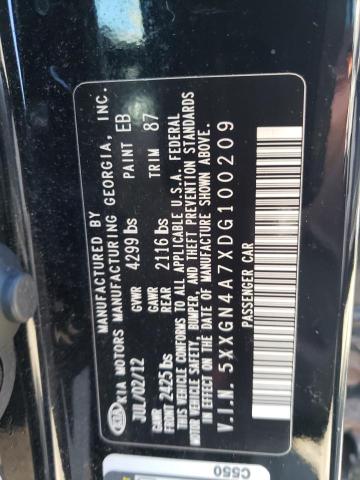 MANUFACTURED BY
KIA KIA MOTORS MANUFACTURING GEORGIA, INC.
JUL/02/12 GVWR 4299 lbs PAINT EB
GAWR FRONT 2425 lbs GAWR REAR 2116 lbs TRIM 87
THIS VEHICLE CONFORMS TO ALL APPLICABLE U.S.A. FEDERAL
MOTOR VEHICLE SAFETY, BUMPER, AND THEFT PREVENTION STANDARDS
IN EFFECT ON THE DATE OF MANUFACTURE SHOWN ABOVE.
V.I.N. 5XXGN4A7XDG100209
PASSENGER CAR
C550